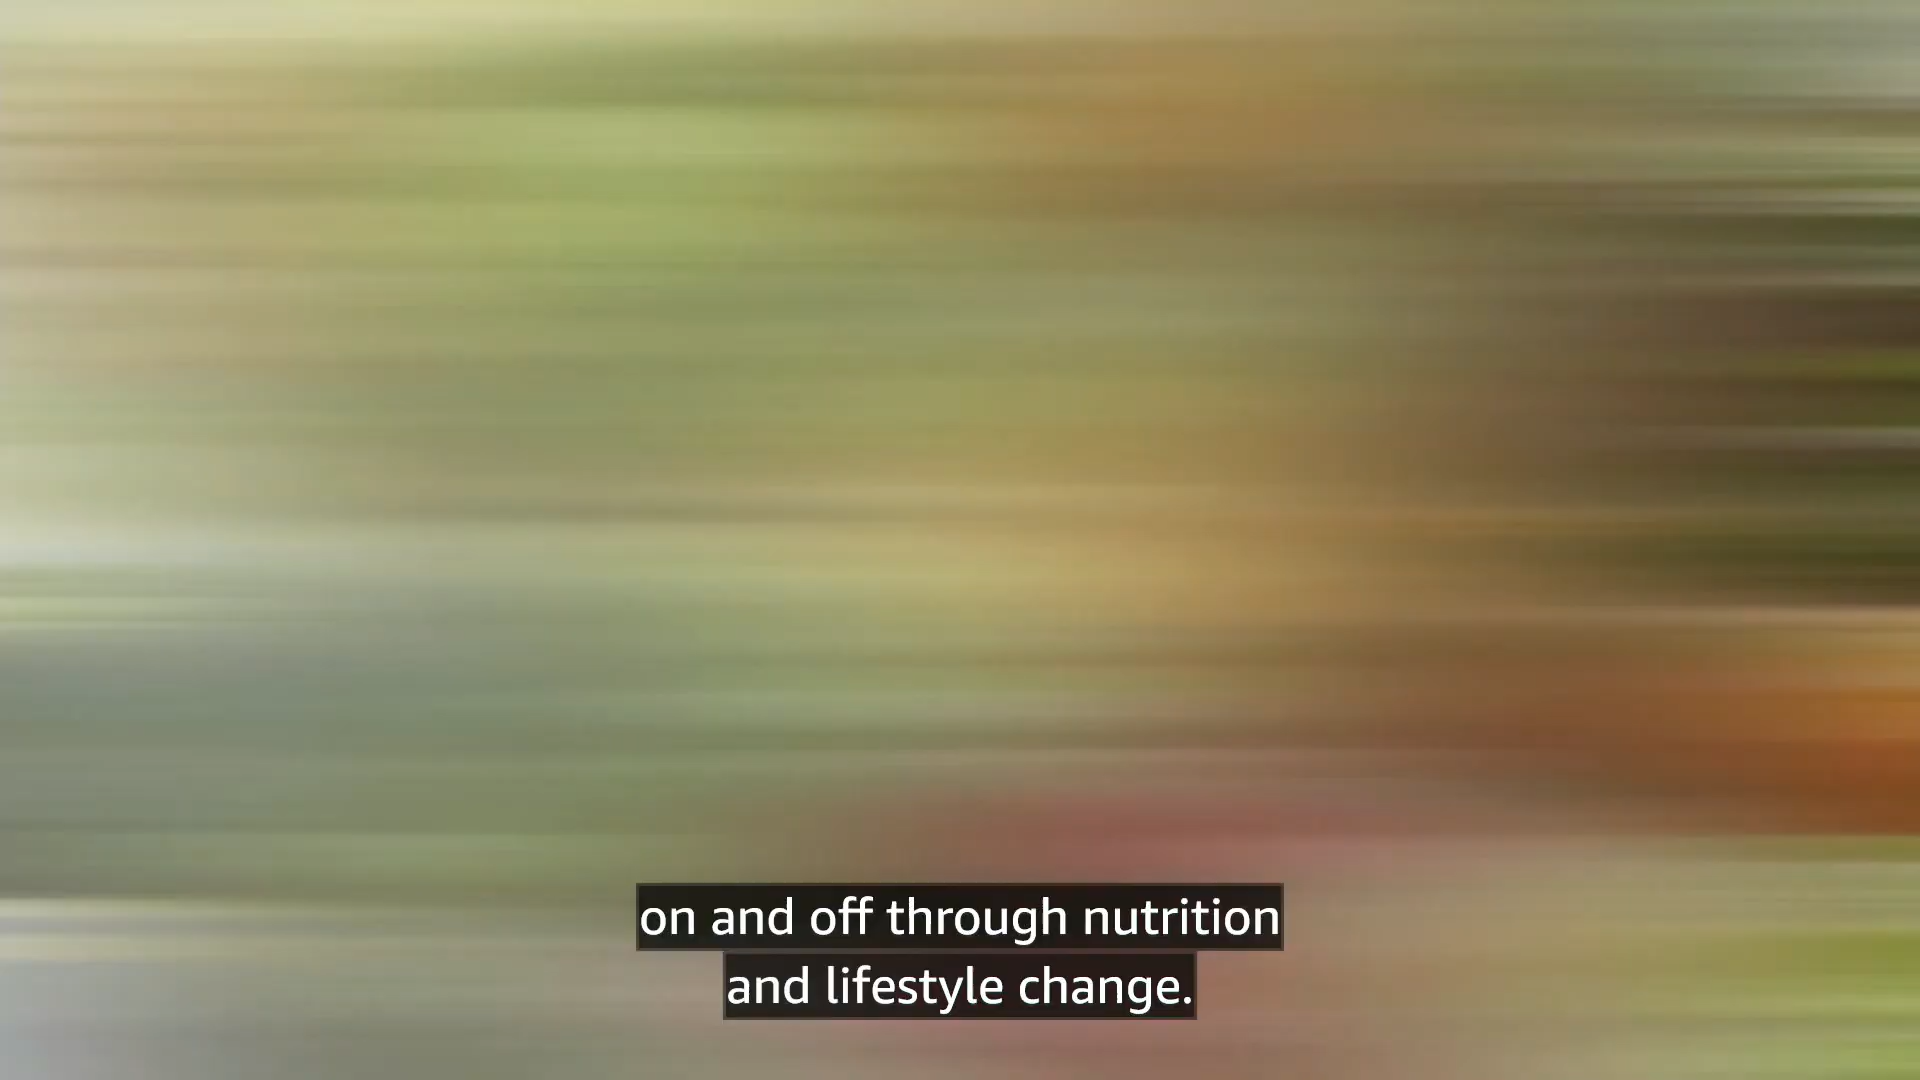 on and off through nutrition
and lifestyle change.